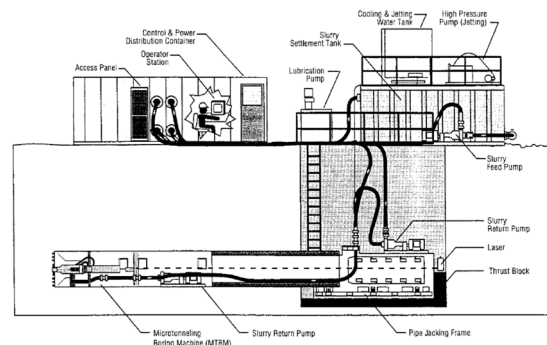 Cooling & Jetting
Water Tank
High Pressure
Pump (Jetting)
Control & Power
Distribution Container
Slurry
Settlement Tank
Operator
Station
Access Panel
Lubrication
Pump
Slurry
Feed Pump
Slurry
Return Pump
Laser
Thrust Block
Microtunneling
Boring Machine (MTBM)
Slurry Return Pump
Pipe Jacking Frame